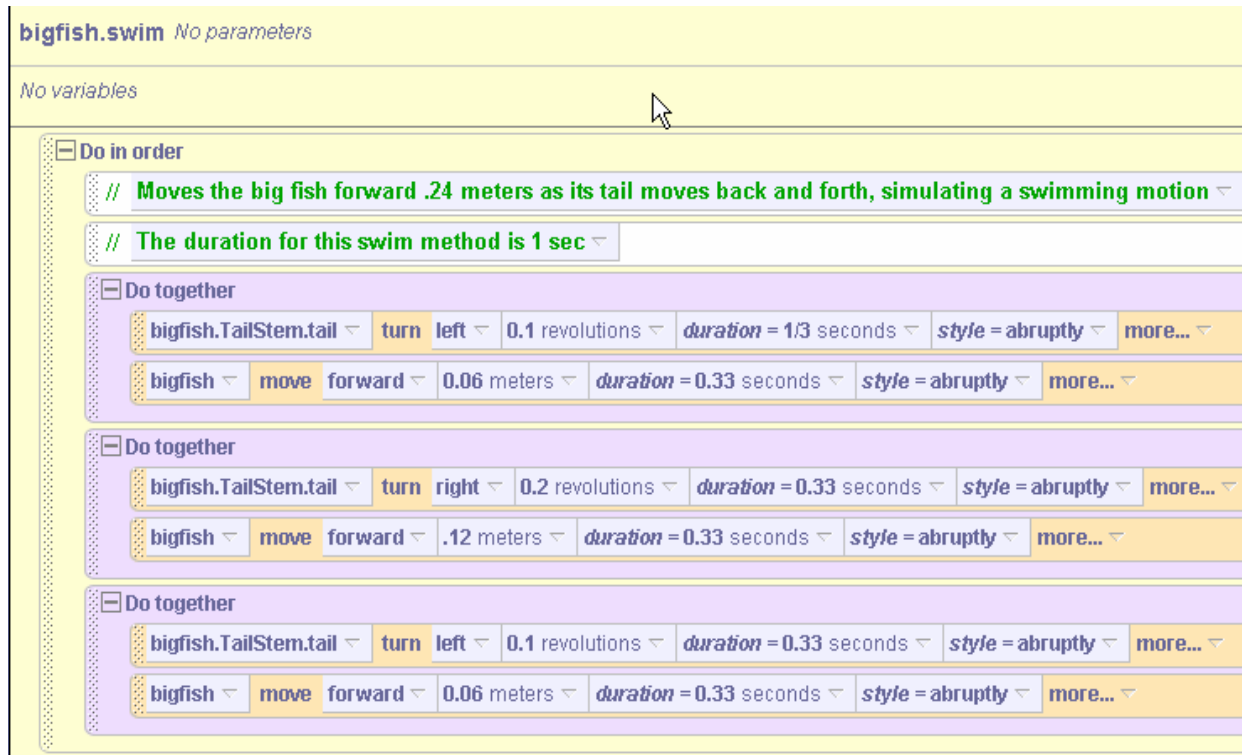 bigfish.swim No parameters
No variables
Do in order
// Moves the big fish forward .24 meters as its tail moves back and forth, simulating a swimming motion
// The duration for this swim method is 1 sec
Do together
bigfish.TailStem.tail turn left 0.1 revolutions duration = 1/3 seconds style = abruptly more...
bigfish move forward 0.06 meters duration = 0.33 seconds style = abruptly more...
Do together
bigfish.TailStem.tail turn right 0.2 revolutions duration = 0.33 seconds style = abruptly more...
bigfish move forward .12 meters duration = 0.33 seconds style = abruptly more...
Do together
bigfish.TailStem.tail turn left 0.1 revolutions duration = 0.33 seconds style = abruptly more...
bigfish move forward 0.06 meters duration = 0.33 seconds style = abruptly more...